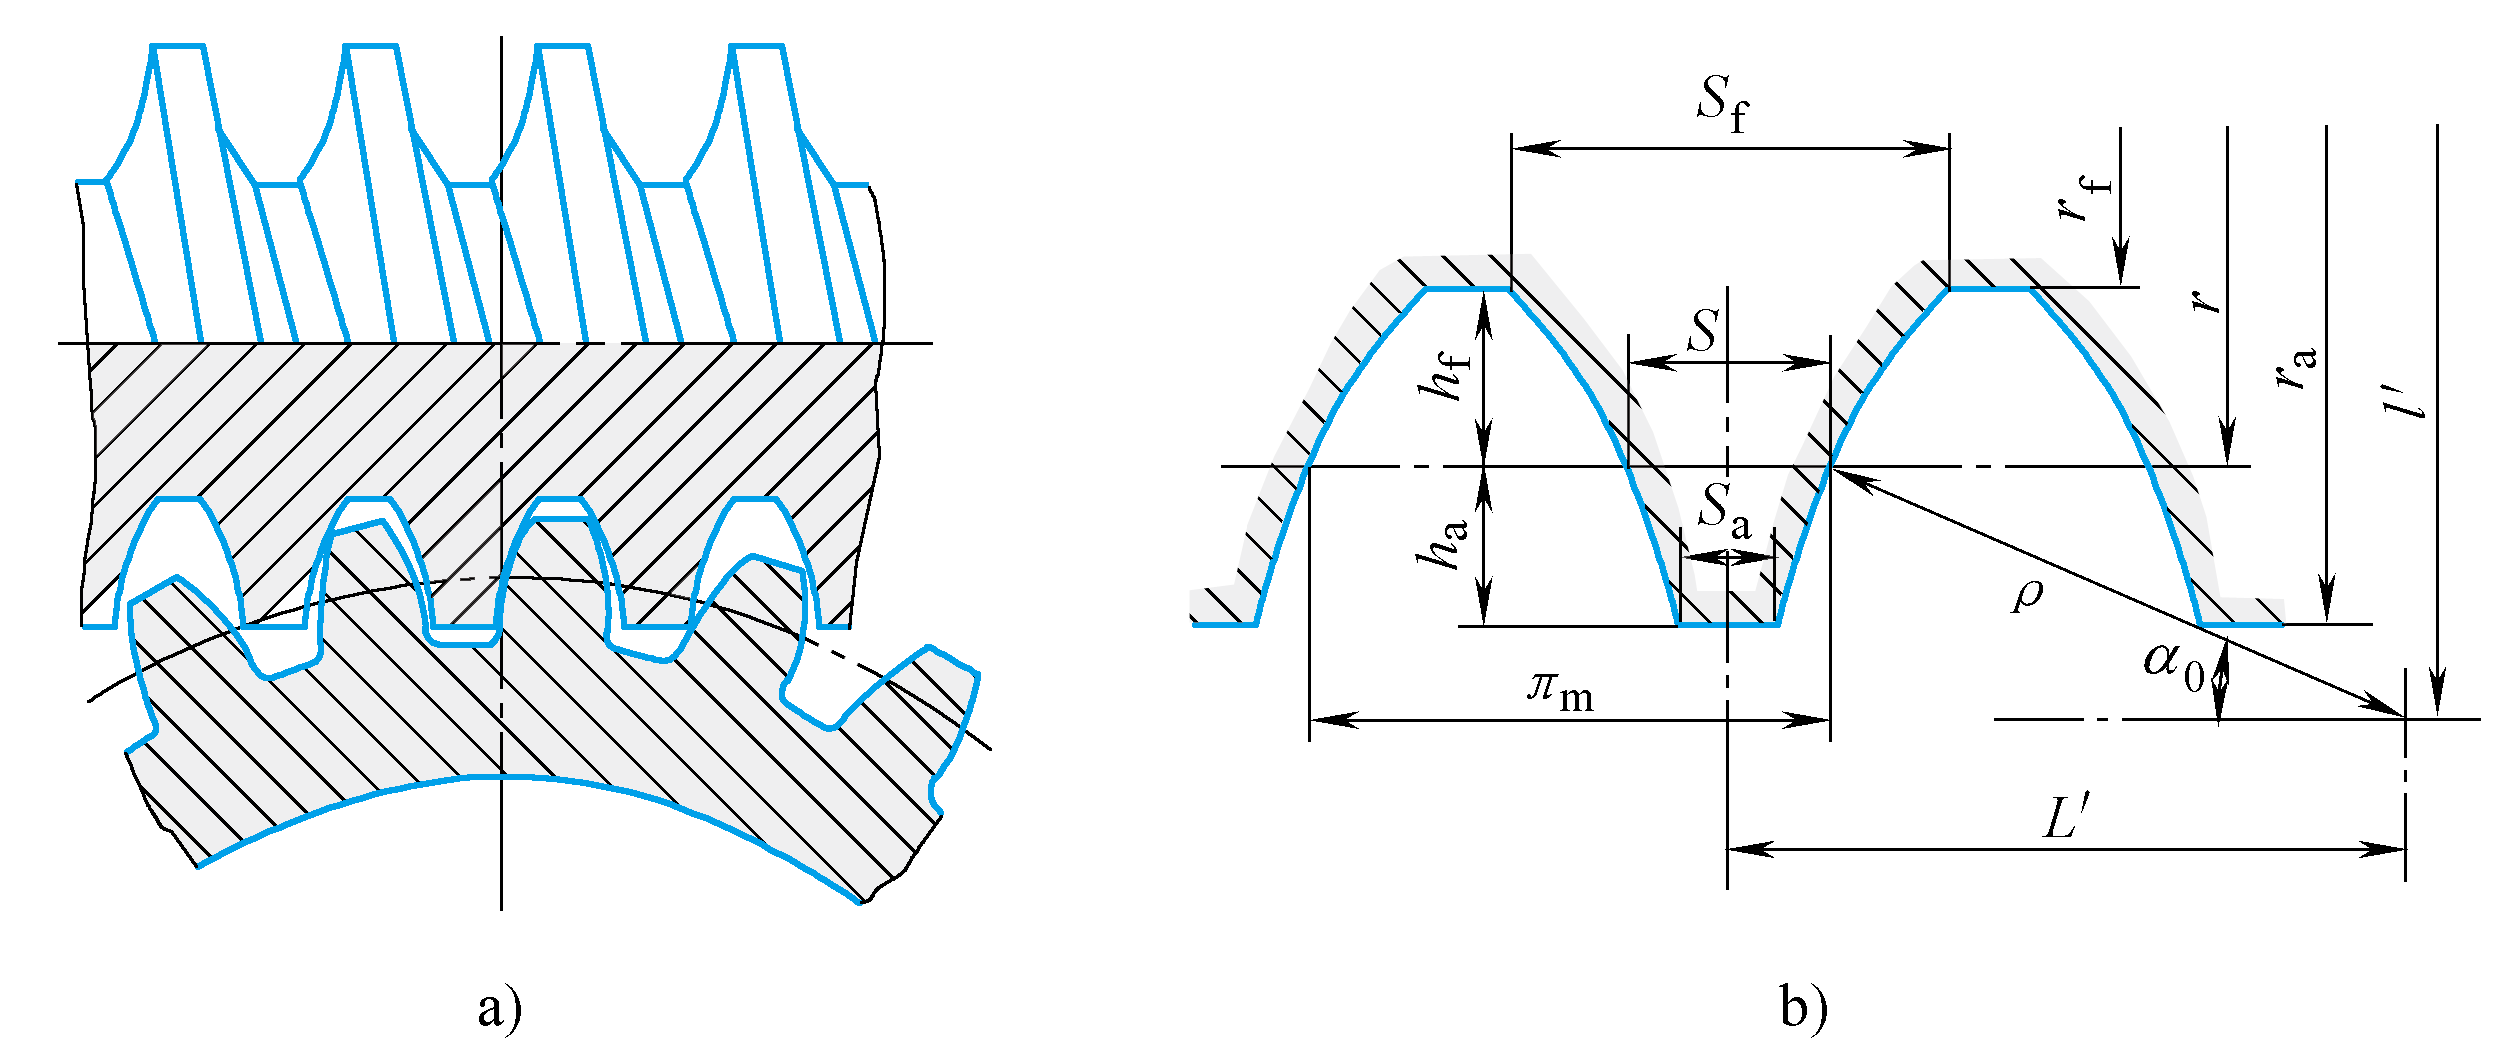 S_f
r_f
r
S
h_f
r_a
l'
S_a
h_a
ρ
α_0
π_m
L'
a)
b)